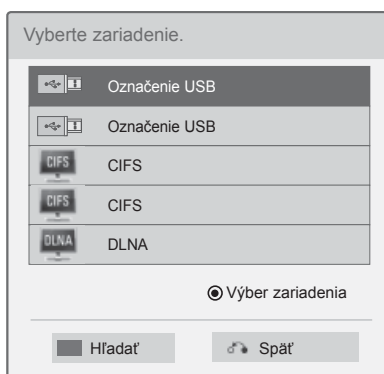 Vyberte zariadenie.
Označenie USB
Označenie USB
CIFS CIFS
CIFS CIFS
DLNA DLNA
Výber zariadenia
Hľadať Späť